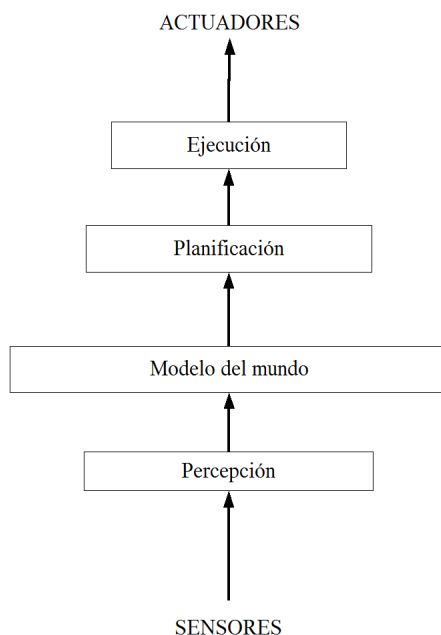 ACTUADORES
Ejecución
Planificación
Modelo del mundo
Percepción
SENSORES